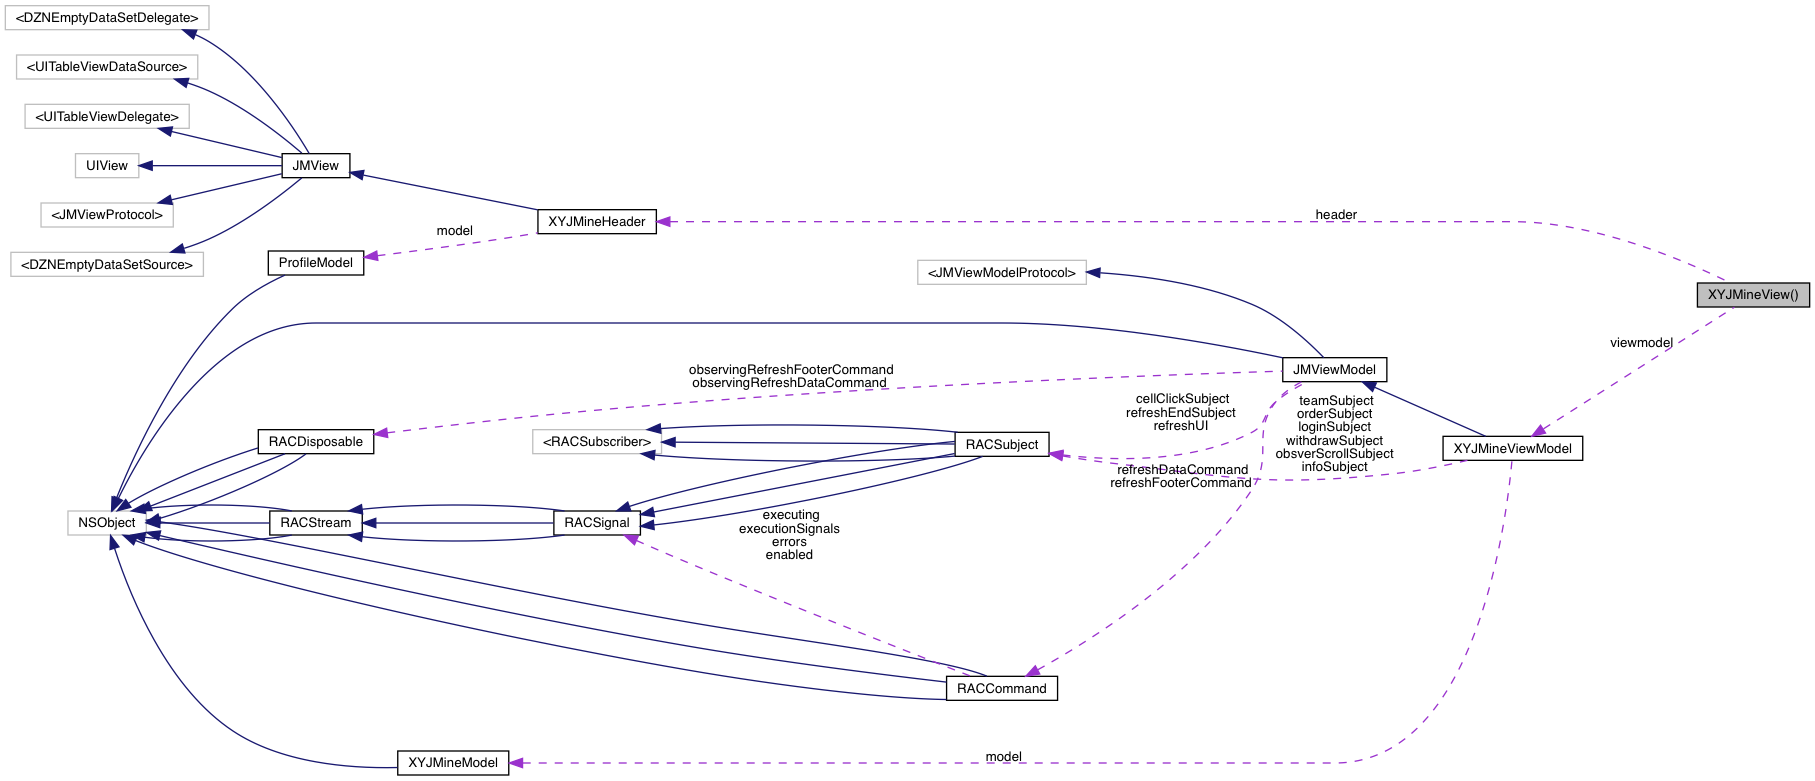 <DZNEmptyDataSetDelegate>
<UITableViewDataSource>
<UITableViewDelegate>
UIView
JMView
<JMViewProtocol>
XYJMineHeader
header
model
<DZNEmptyDataSetSource>
ProfileModel
<JMViewModelProtocol>
XYJMineView()
viewmodel
JMViewModel
observingRefreshFooterCommand
observingRefreshDataCommand
cellClickSubject
refreshEndSubject
refreshUI
teamSubject
orderSubject
loginSubject
withdrawSubject
obsverScrollSubject
infoSubject
RACDisposable
<RACSubscriber>
RACSubject
XYJMineViewModel
refreshDataCommand
refreshFooterCommand
NSObject
RACStream
RACSignal
executing
executionSignals
errors
enabled
RACCommand
XYJMineModel
model